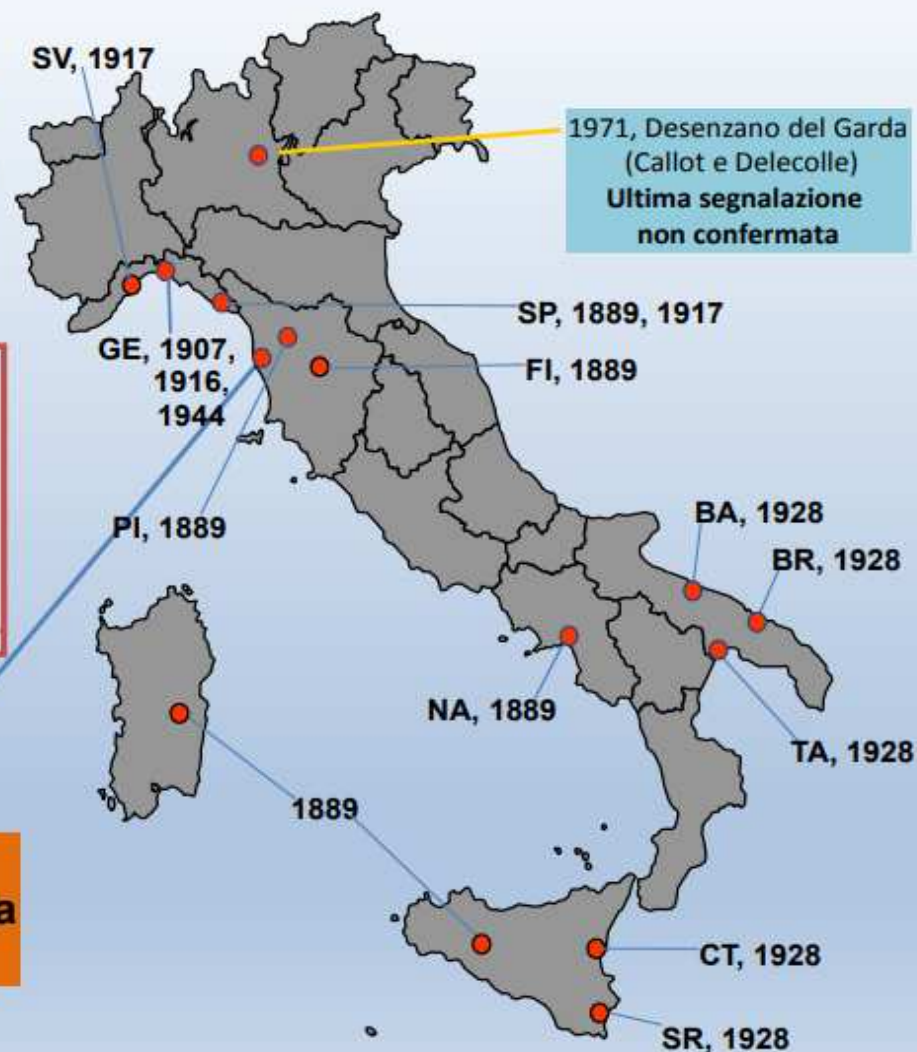 SV, 1917
1971, Desenzano del Garda
(Callot e Delecolle)
Ultima segnalazione
non confermata
SP, 1889, 1917
GE, 1907,
1916,
1944
FI, 1889
PI, 1889
BA, 1928
BR, 1928
NA, 1889
TA, 1928
1889
a
CT, 1928
SR, 1928